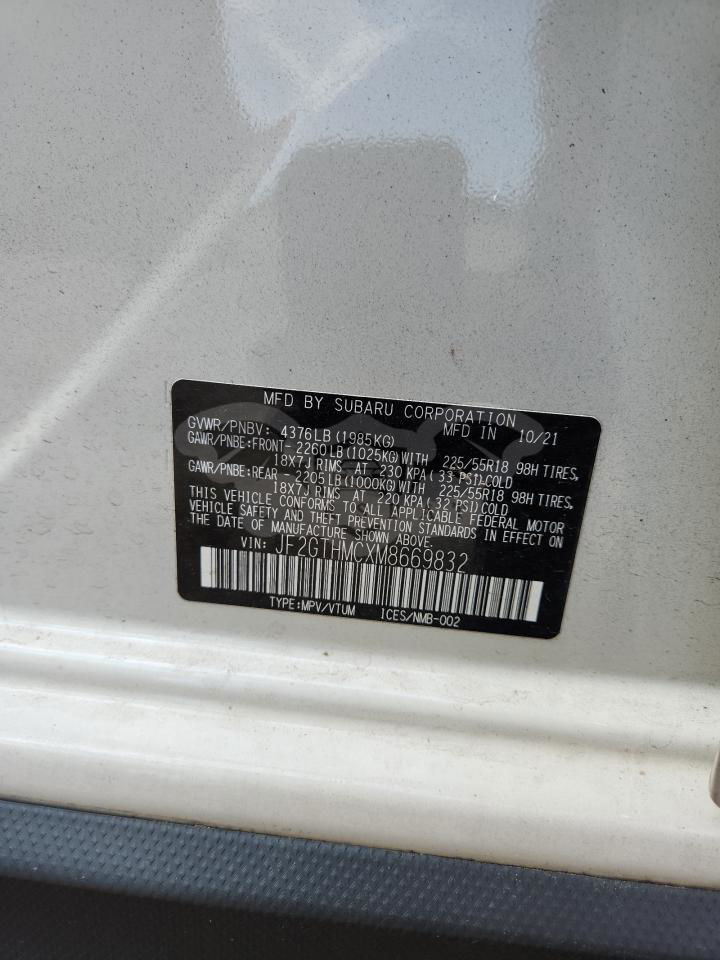 MFD BY SUBARU CORPORATION
GVWR/PNBV: 4376LB(1985KG) MFD IN 10/21
GAWR/PNBE:FRONT- 2260LB(1025KG)WITH 225/55R18 98H TIRES,
18X7J RIMS AT 230 KPA( 33 PSI)COLD
GAWR/PNBE:REAR - 2205LB(1000KG)WITH 225/55R18 98H TIRES,
18X7J RIMS AT 220 KPA( 32 PSI)COLD
THIS VEHICLE CONFORMS TO ALL APPLICABLE FEDERAL MOTOR
VEHICLE SAFETY AND THEFT PREVENTION STANDARDS IN EFFECT ON
THE DATE OF MANUFACTURE SHOWN ABOVE.
VIN: JF2GTHMCXM8669832
TYPE:MPV/VTUM ICES/NMB-002